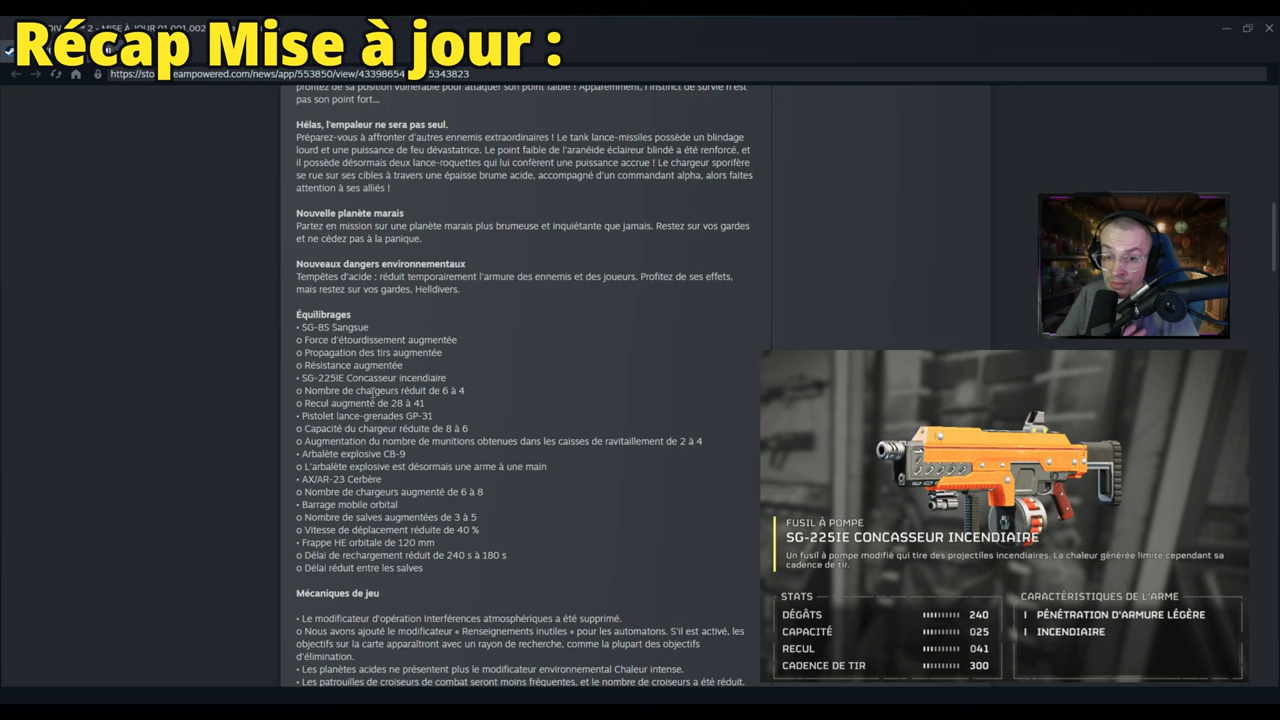 Récap Mise à jour :
2 - MISE À JOUR 01.001.002
https://sto
eampowered.com/news/app/553850/view/43398654
5343823
profitez de sa position vulnérable pour attaquer son point faible ! Apparemment, l'instinct de survie n'est
pas son point fort...
Hélas, l'empaleur ne sera pas seul.
Préparez-vous à affronter d'autres ennemis extraordinaires ! Le tank lance-missiles possède un blindage
lourd et une puissance de feu dévastatrice. Le point faible de l'aranéide éclaireur blindé a été renforcé, et
il possède désormais deux lance-roquettes qui lui confèrent une puissance accrue ! Le chargeur sporifère
se rue sur ses cibles à travers une épaisse brume acide, accompagné d'un commandant alpha, alors faites
attention à ses alliés !
Nouvelle planète marais
Partez en mission sur une planète marais plus brumeuse et inquiétante que jamais. Restez sur vos gardes
et ne cédez pas à la panique.
Nouveaux dangers environnementaux
Tempêtes d'acide : réduit temporairement l'armure des ennemis et des joueurs. Profitez de ses effets,
mais restez sur vos gardes, Helldivers.
Équilibrages
• SG-8S Sangsue
o Force d'étourdissement augmentée
o Propagation des tirs augmentée
o Résistance augmentée
• SG-225IE Concasseur incendiaire
o Nombre de chargeurs réduit de 6 à 4
o Recul augmenté de 28 à 41
• Pistolet lance-grenades GP-31
o Capacité du chargeur réduite de 8 à 6
o Augmentation du nombre de munitions obtenues dans les caisses de ravitaillement de 2 à 4
• Arbalète explosive CB-9
o L'arbalète explosive est désormais une arme à une main
• AX/AR-23 Cerbère
o Nombre de chargeurs augmenté de 6 à 8
• Barrage mobile orbital
o Nombre de salves augmentées de 3 à 5
o Vitesse de déplacement réduite de 40 %
• Frappe HE orbitale de 120 mm
o Délai de rechargement réduit de 240 s à 180 s
o Délai réduit entre les salves
Mécaniques de jeu
• Le modificateur d'opération Interférences atmosphériques a été supprimé.
o Nous avons ajouté le modificateur « Renseignements inutiles » pour les automatons. S'il est activé, les
objectifs sur la carte apparaîtront avec un rayon de recherche, comme la plupart des objectifs
d'élimination.
• Les planètes acides ne présentent plus le modificateur environnemental Chaleur intense.
• Les patrouilles de croiseurs de combat seront moins fréquentes, et le nombre de croiseurs a été réduit.
FUSIL À POMPE
SG-225IE CONCASSEUR INCENDIAIRE
Un fusil à pompe modifié qui tire des projectiles incendiaires. La chaleur générée limite cependant sa
cadence de tir.
STATS
DÉGÂTS 240
CAPACITÉ 025
RECUL 041
CADENCE DE TIR 300
CARACTÉRISTIQUES DE L'ARME
PÉNÉTRATION D'ARMURE LÉGÈRE
INCENDIAIRE